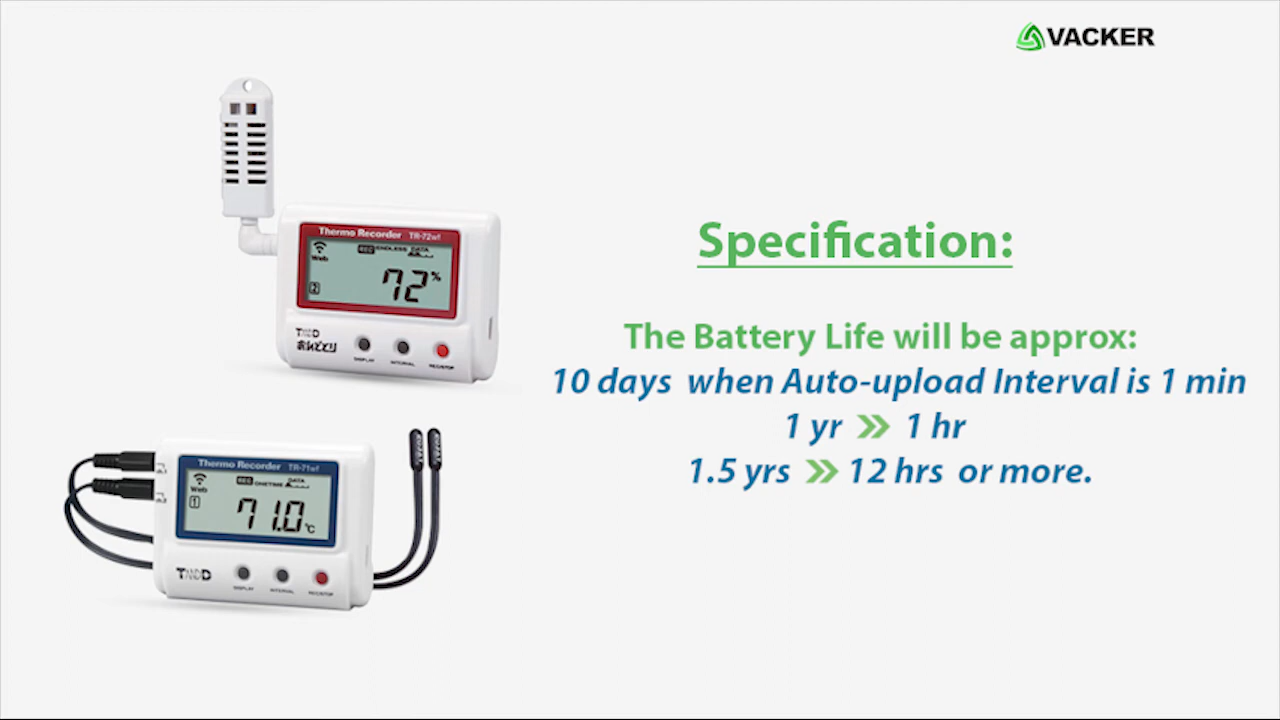 VACKER
Specification:
The Battery Life will be approx:
10 days when Auto-upload Interval is 1 min
1 yr >> 1 hr
1.5 yrs >> 12 hrs or more.
Thermo Recorder TR-72wf
Web REC ENDLESS DATA
2 72%
T&D
おんどとり
DISPLAY INTERVAL REC/STOP
Thermo Recorder TR-71wf
Web REC ONETIME DATA
1 71.0 °C
T&D
DISPLAY INTERVAL REC/STOP